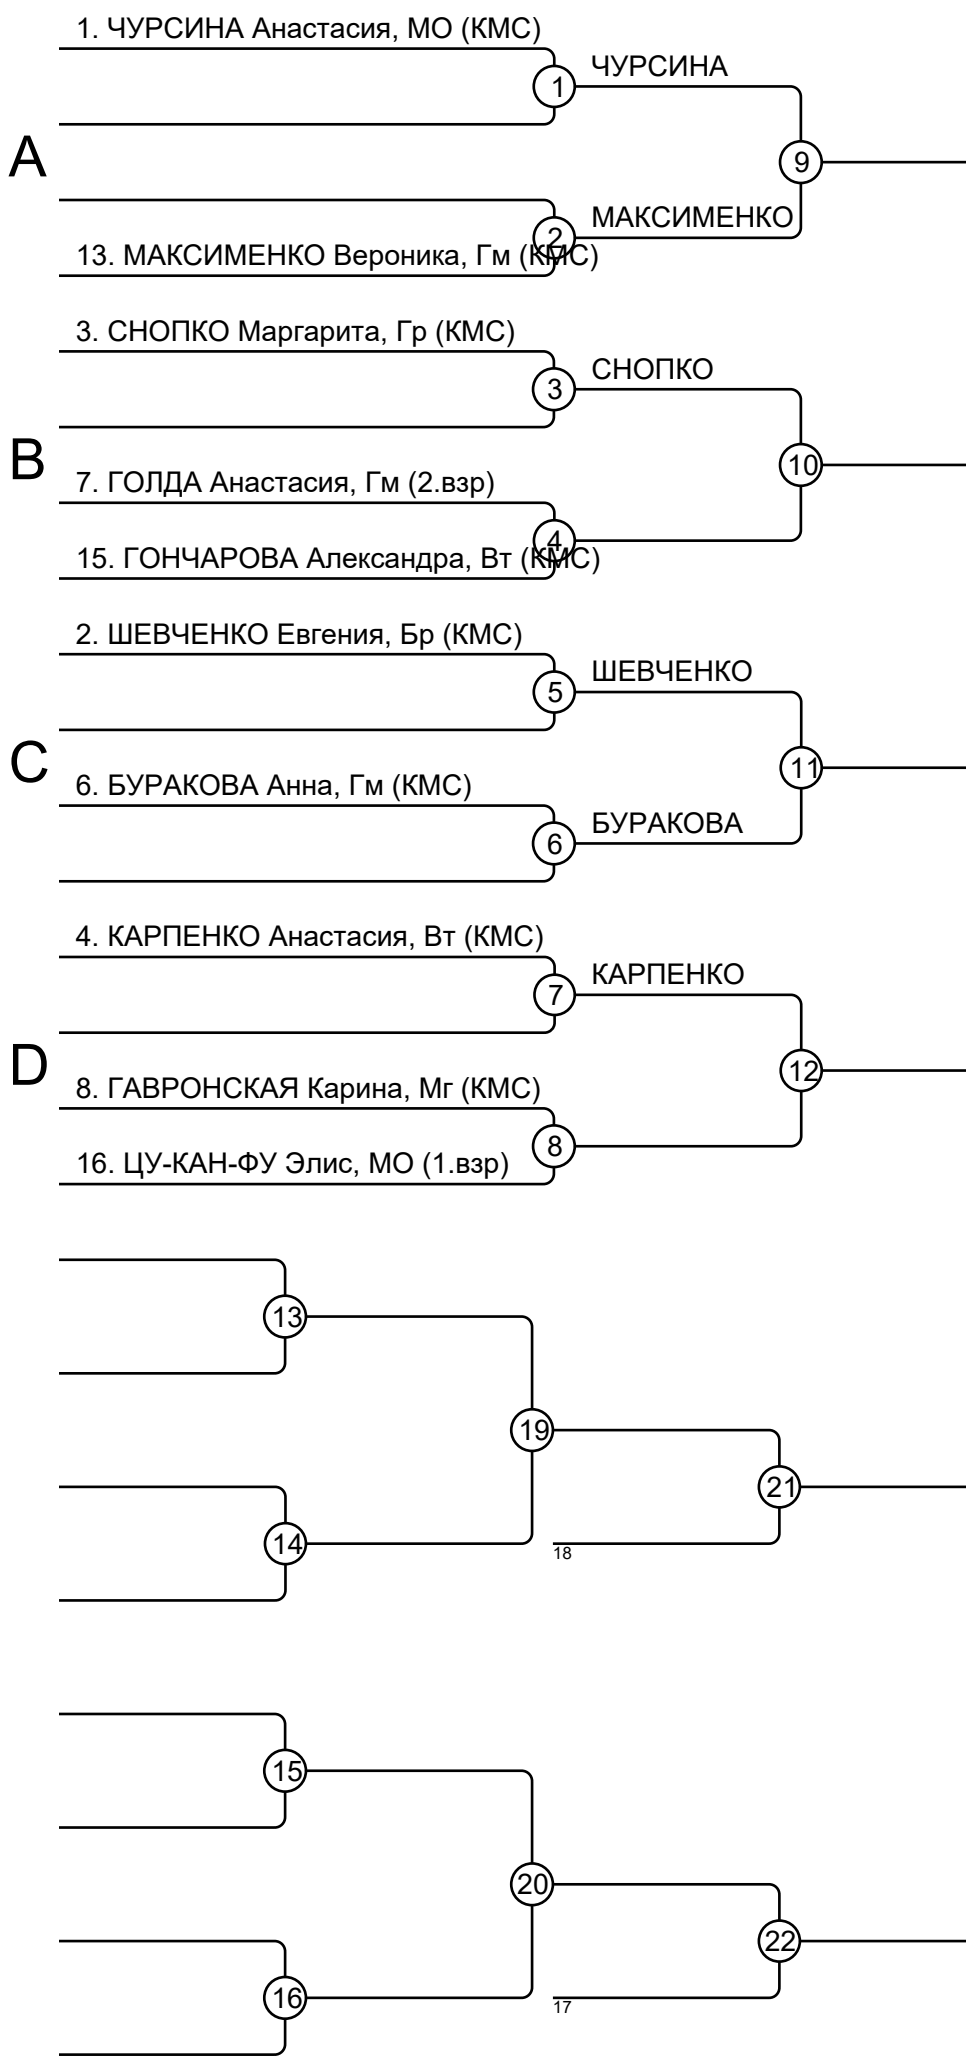 1. ЧУРСИНА Анастасия, МО (КМС)
ЧУРСИНА
1
A
9
МАКСИМЕНКО
2
13. МАКСИМЕНКО Вероника, Гм (КМС)
3. СНОПКО Маргарита, Гр (КМС)
СНОПКО
3
B
10
7. ГОЛДА Анастасия, Гм (2.взр)
4
15. ГОНЧАРОВА Александра, Вт (КМС)
2. ШЕВЧЕНКО Евгения, Бр (КМС)
ШЕВЧЕНКО
5
C
11
6. БУРАКОВА Анна, Гм (КМС)
БУРАКОВА
6
4. КАРПЕНКО Анастасия, Вт (КМС)
КАРПЕНКО
7
D
12
8. ГАВРОНСКАЯ Карина, Мг (КМС)
8
16. ЦУ-КАН-ФУ Элис, МО (1.взр)
13
19
21
14
18
15
20
22
16
17